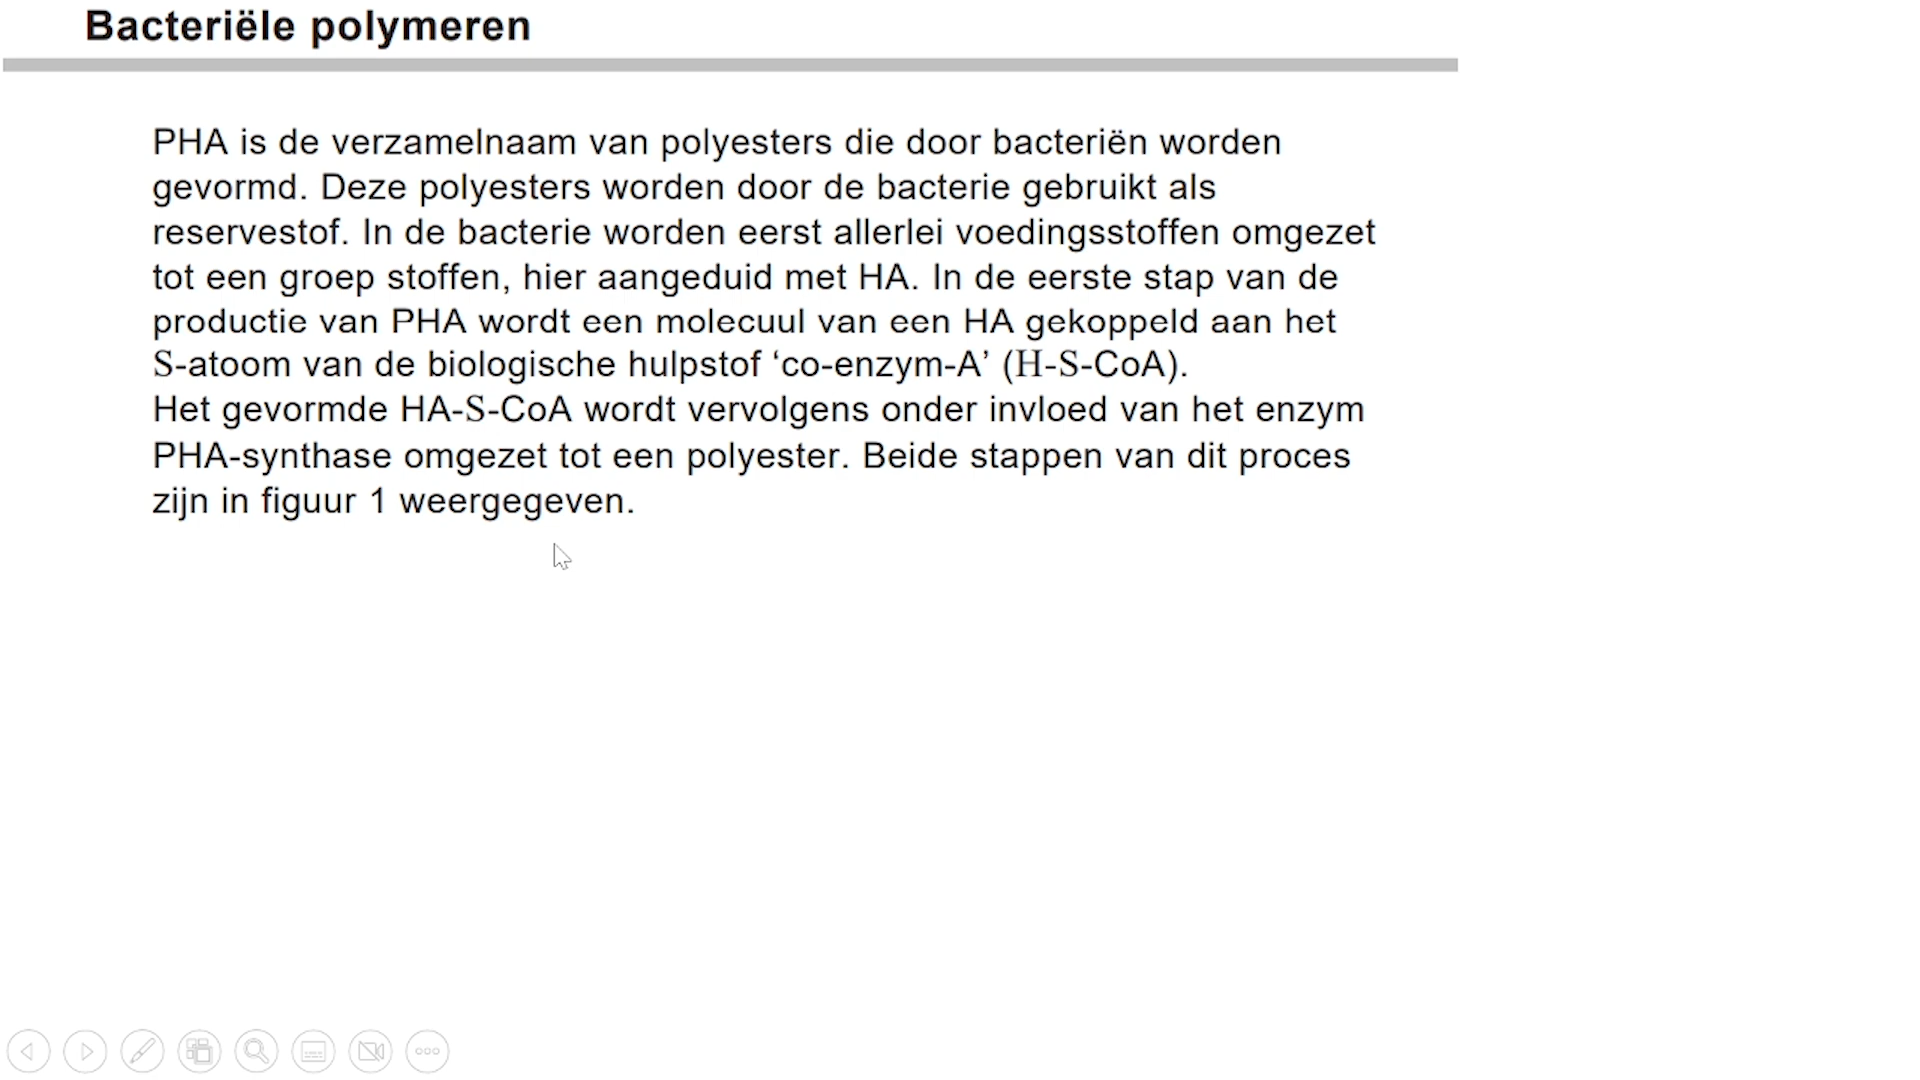 Bacteriële polymeren
PHA is de verzamelnaam van polyesters die door bacteriën worden
gevormd. Deze polyesters worden door de bacterie gebruikt als
reservestof. In de bacterie worden eerst allerlei voedingsstoffen omgezet
tot een groep stoffen, hier aangeduid met HA. In de eerste stap van de
productie van PHA wordt een molecuul van een HA gekoppeld aan het
S-atoom van de biologische hulpstof ‘co-enzym-A’ (H-S-CoA).
Het gevormde HA-S-CoA wordt vervolgens onder invloed van het enzym
PHA-synthase omgezet tot een polyester. Beide stappen van dit proces
zijn in figuur 1 weergegeven.